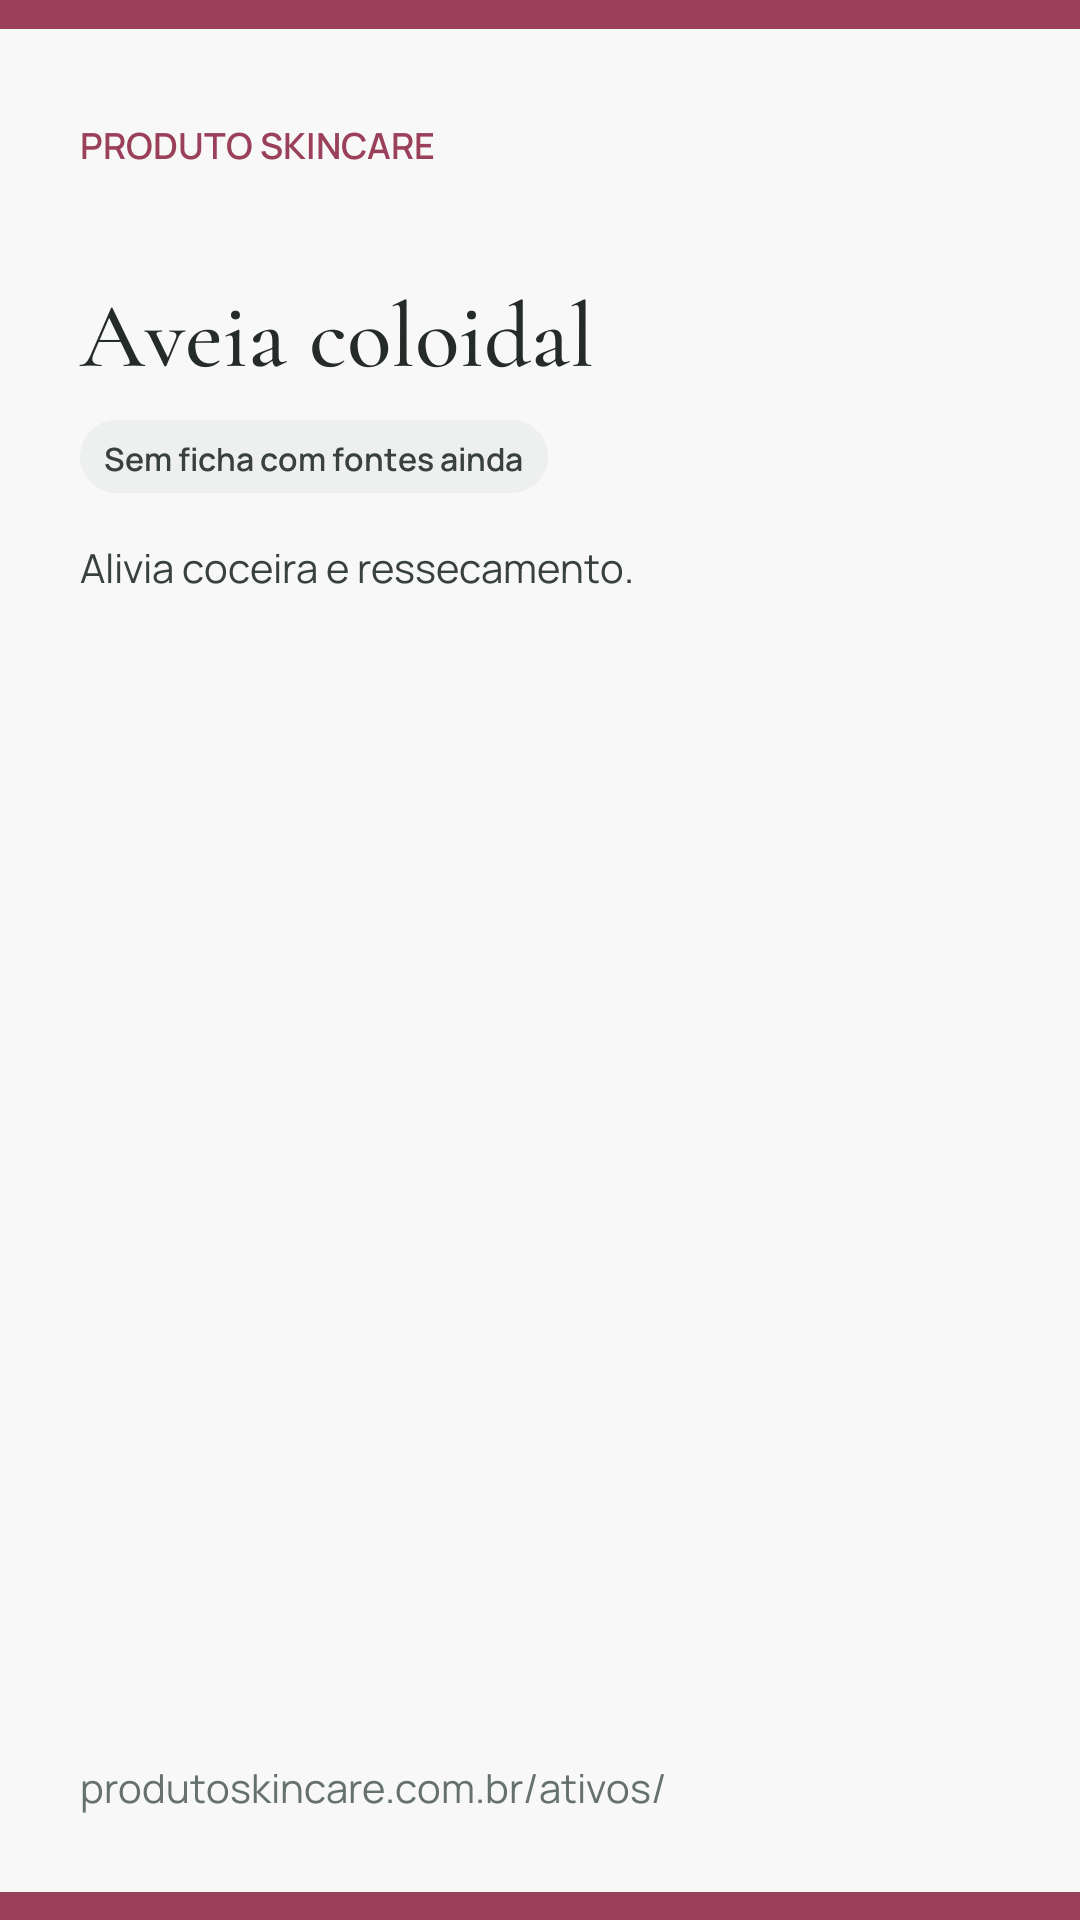 PRODUTO SKINCARE
Aveia coloidal
Sem ficha com fontes ainda
Alivia coceira e ressecamento.
produtoskincare.com.br/ativos/